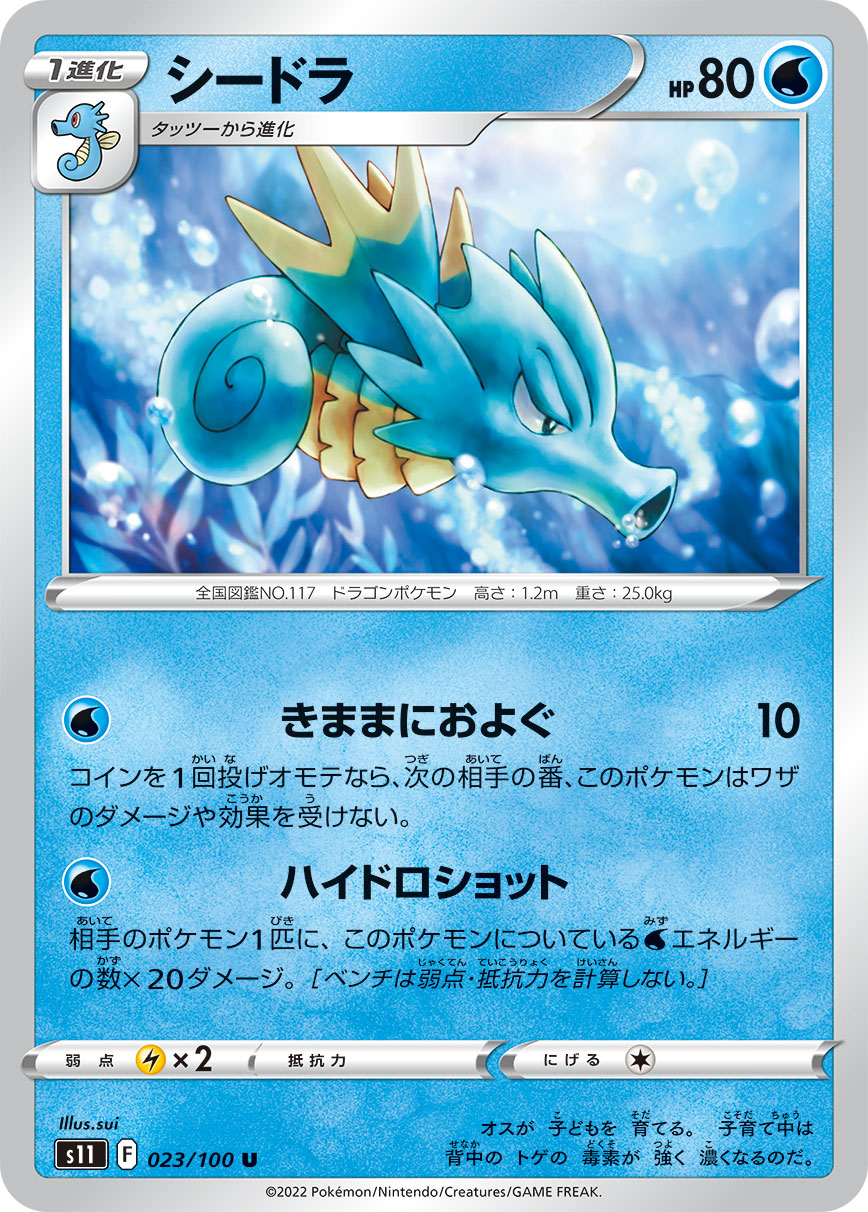 1進化
シードラ
HP80
タッツーから進化
全国図鑑NO.117 ドラゴンポケモン 高さ：1.2m 重さ：25.0kg
きままにおよぐ 10
コインを1回投げオモテなら、次の相手の番、このポケモンはワザ
のダメージや効果を受けない。
ハイドロショット
相手のポケモン1匹に、このポケモンについているエネルギー
の数×20ダメージ。［ベンチは弱点・抵抗力を計算しない。］
弱点 ×2 抵抗力 にげる
Illus.sui
オスが 子どもを 育てる。 子育て中は
背中の トゲの 毒素が 強く 濃くなるのだ。
s11 F 023/100 U
©2022 Pokémon/Nintendo/Creatures/GAME FREAK.